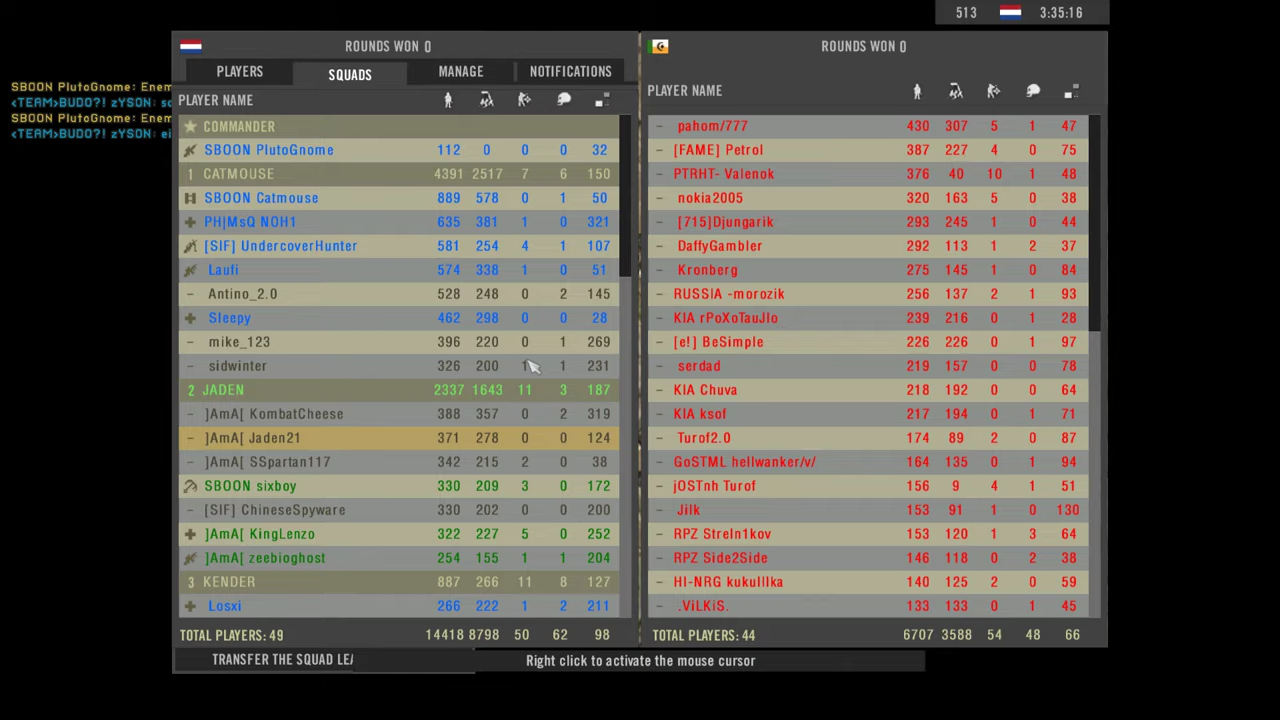 513 3:35:16
ROUNDS WON 0
PLAYERS SQUADS MANAGE NOTIFICATIONS
PLAYER NAME
COMMANDER
SBOON PlutoGnome 112 0 0 0 32
1 CATMOUSE 4391 2517 7 6 150
SBOON Catmouse 889 578 0 1 50
PH|MsQ NOH1 635 381 1 0 321
[SIF] UndercoverHunter 581 254 4 1 107
Laufi 574 338 1 0 51
- Antino_2.0 528 248 0 2 145
Sleepy 462 298 0 0 28
- mike_123 396 220 0 1 269
- sidwinter 326 200 1 1 231
2 JADEN 2337 1643 11 3 187
- ]AmA[ KombatCheese 388 357 0 2 319
- ]AmA[ Jaden21 371 278 0 0 124
- ]AmA[ SSpartan117 342 215 2 0 38
SBOON sixboy 330 209 3 0 172
- [SIF] ChineseSpyware 330 202 0 0 200
]AmA[ KingLenzo 322 227 5 0 252
]AmA[ zeebioghost 254 155 1 1 204
3 KENDER 887 266 11 8 127
Losxi 266 222 1 2 211
TOTAL PLAYERS: 49 14418 8798 50 62 98
ROUNDS WON 0
PLAYER NAME
- pahom/777 430 307 5 1 47
- [FAME] Petrol 387 227 4 0 75
- PTRHT- Valenok 376 40 10 1 48
- nokia2005 320 163 5 0 38
- [715]Djungarik 293 245 1 0 44
- DaffyGambler 292 113 1 2 37
- Kronberg 275 145 1 0 84
- RUSSIA -morozik 256 137 2 1 93
- KIA rPoXoTauJIo 239 216 0 1 28
- [e!] BeSimple 226 226 0 1 97
- serdad 219 157 0 0 78
- KIA Chuva 218 192 0 0 64
- KIA ksof 217 194 0 1 71
- Turof2.0 174 89 2 0 87
- GoSTML hellwanker/v/ 164 135 0 1 94
- jOSTnh Turof 156 9 4 1 51
- Jilk 153 91 1 0 130
- RPZ Streln1kov 153 120 1 3 64
- RPZ Side2Side 146 118 0 2 38
- HI-NRG kukulllka 140 125 2 0 59
- .ViLKiS. 133 133 0 1 45
TOTAL PLAYERS: 44 6707 3588 54 48 66
SBOON PlutoGnome: Enem
<TEAM>BUDO?! zYSON: sc
SBOON PlutoGnome: Enem
<TEAM>BUDO?! zYSON: ei
TRANSFER THE SQUAD LEA
Right click to activate the mouse cursor